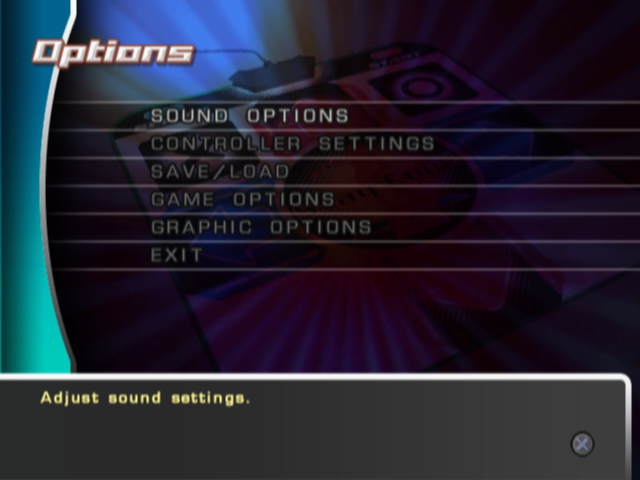 Options
SOUND OPTIONS
CONTROLLER SETTINGS
SAVE/LOAD
GAME OPTIONS
GRAPHIC OPTIONS
EXIT
Adjust sound settings.